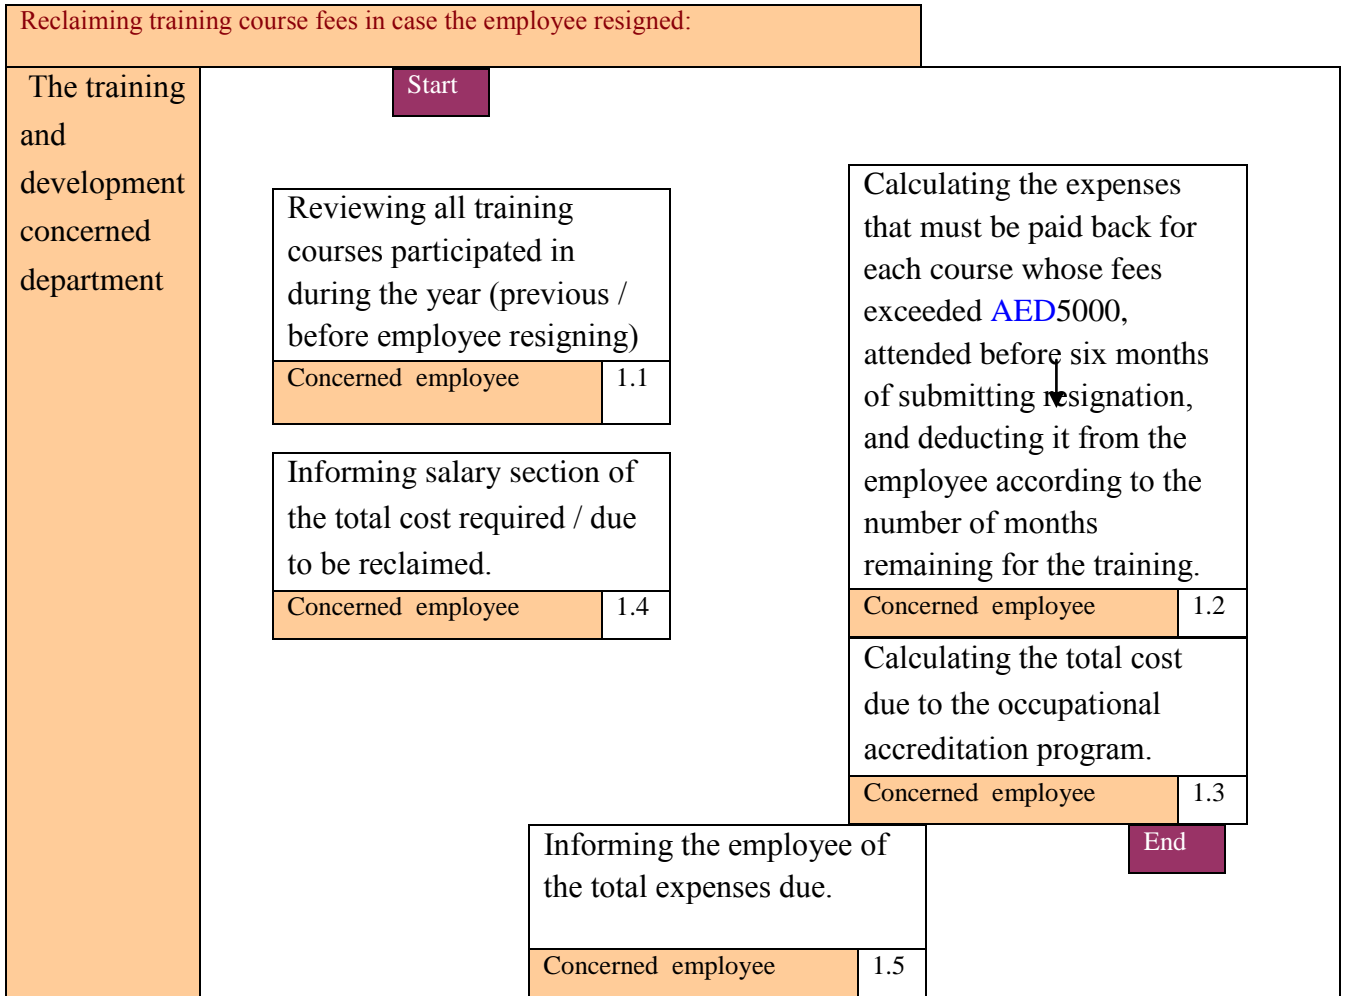 Reclaiming training course fees in case the employee resigned:
The training
and
development
concerned
department
Start
Reviewing all training
courses participated in
during the year (previous /
before employee resigning)
Concerned employee 1.1
Calculating the expenses
that must be paid back for
each course whose fees
exceeded AED5000,
attended before six months
of submitting resignation,
and deducting it from the
employee according to the
number of months
remaining for the training.
Concerned employee 1.2
Calculating the total cost
due to the occupational
accreditation program.
Concerned employee 1.3
Informing salary section of
the total cost required / due
to be reclaimed.
Concerned employee 1.4
Informing the employee of
the total expenses due.
Concerned employee 1.5
End